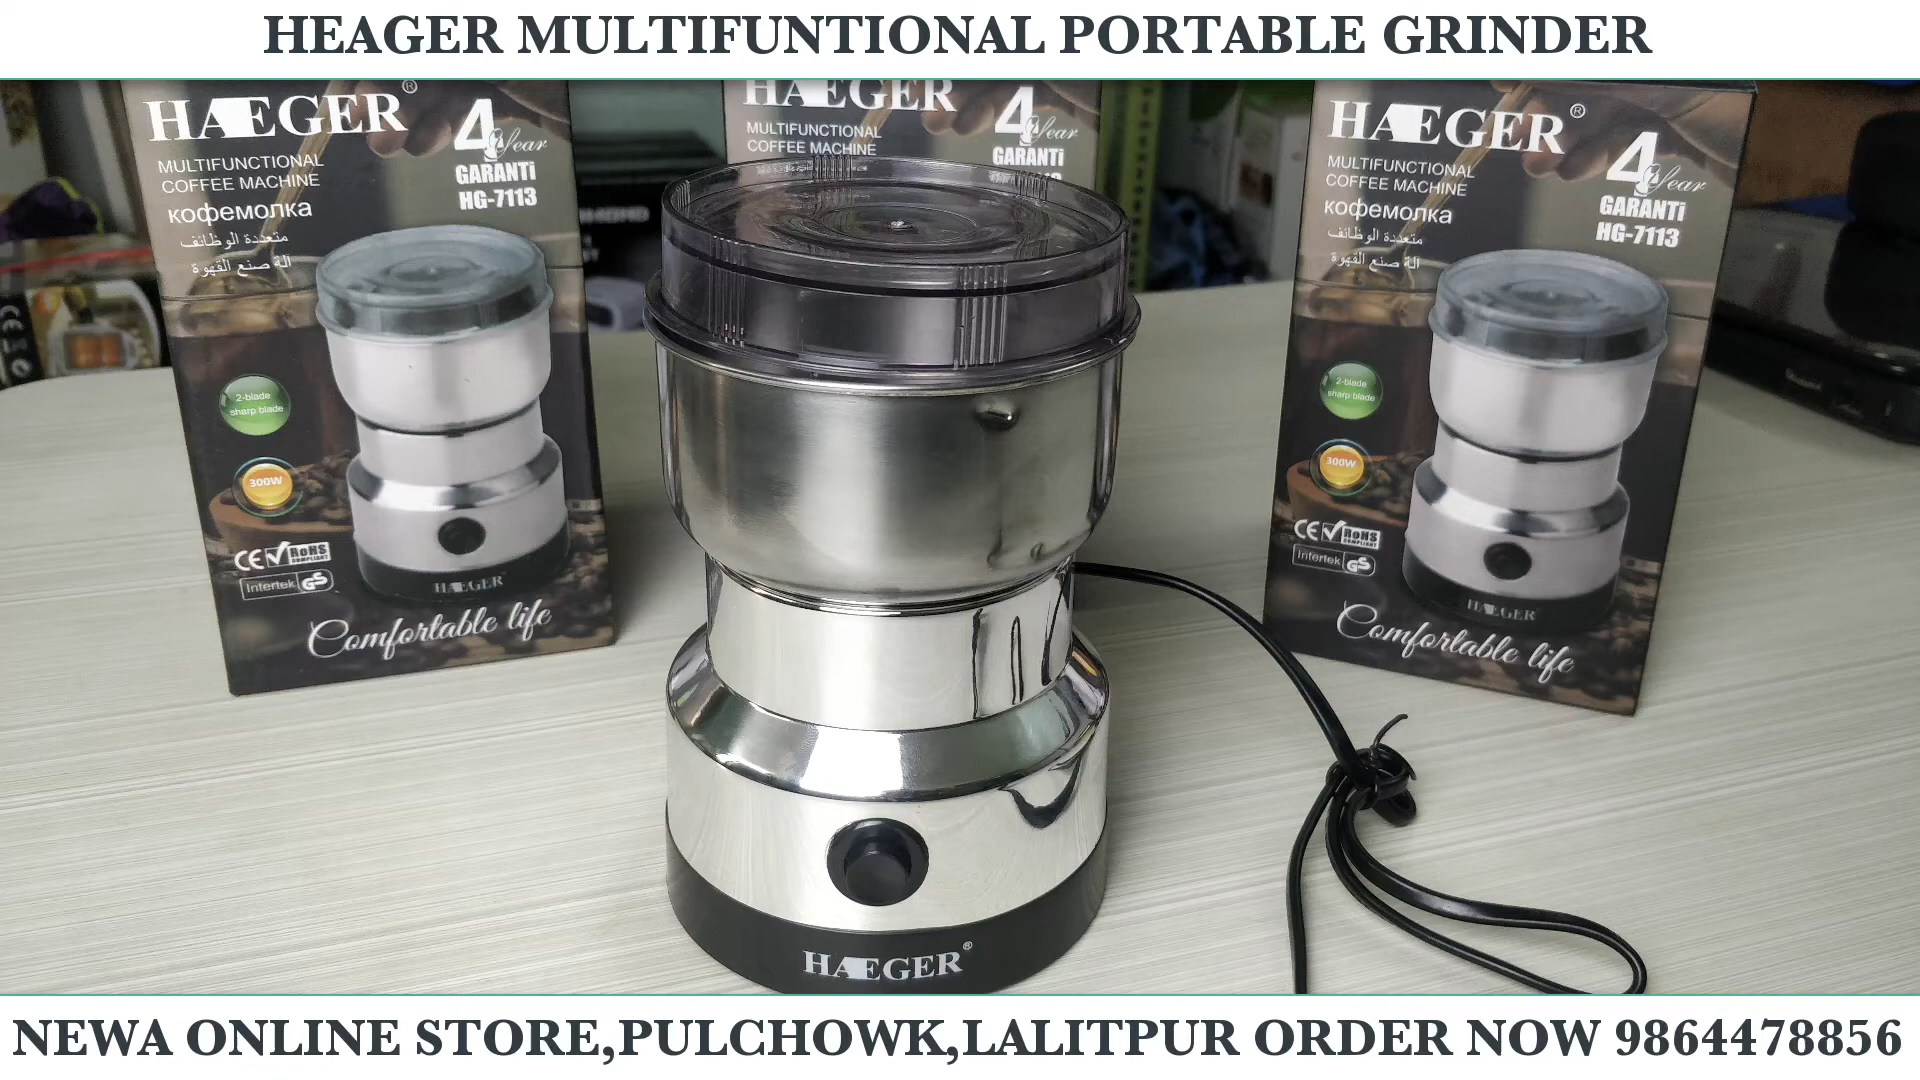 HEAGER MULTIFUNTIONAL PORTABLE GRINDER
HAEGER®
MULTIFUNCTIONAL
COFFEE MACHINE
кофемолка
متعددة الوظائف
آلة صنع القهوة
4 Year
GARANTi
HG-7113
2-blade
sharp blade
300W
CE RoHS
COMPLIANT
Intertek GS
HAEGER
Comfortable life
HAEGER
MULTIFUNCTIONAL
COFFEE MACHINE
4 Year
GARANTi
HAEGER®
MULTIFUNCTIONAL
COFFEE MACHINE
кофемолка
متعددة الوظائف
آلة صنع القهوة
4 Year
GARANTi
HG-7113
2-blade
sharp blade
300W
CE RoHS
COMPLIANT
Intertek GS
HAEGER
Comfortable life
HAEGER®
NEWA ONLINE STORE,PULCHOWK,LALITPUR ORDER NOW 9864478856